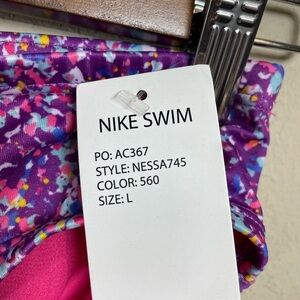 NIKE SWIM
PO: AC367
STYLE: NESSA745
COLOR: 560
SIZE: L